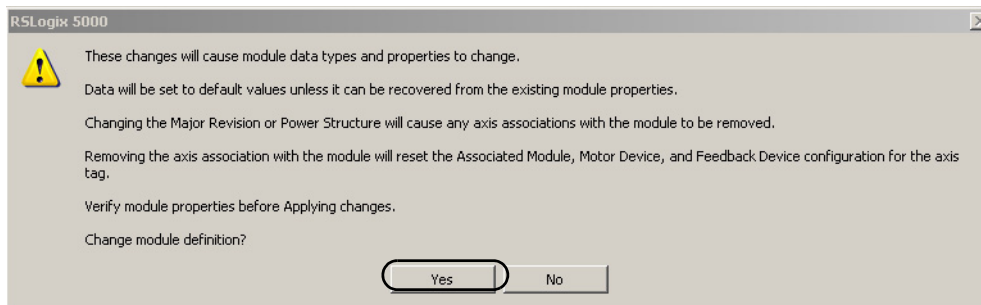 RSLogix 5000
These changes will cause module data types and properties to change.
Data will be set to default values unless it can be recovered from the existing module properties.
Changing the Major Revision or Power Structure will cause any axis associations with the module to be removed.
Removing the axis association with the module will reset the Associated Module, Motor Device, and Feedback Device configuration for the axis
tag.
Verify module properties before Applying changes.
Change module definition?
Yes No